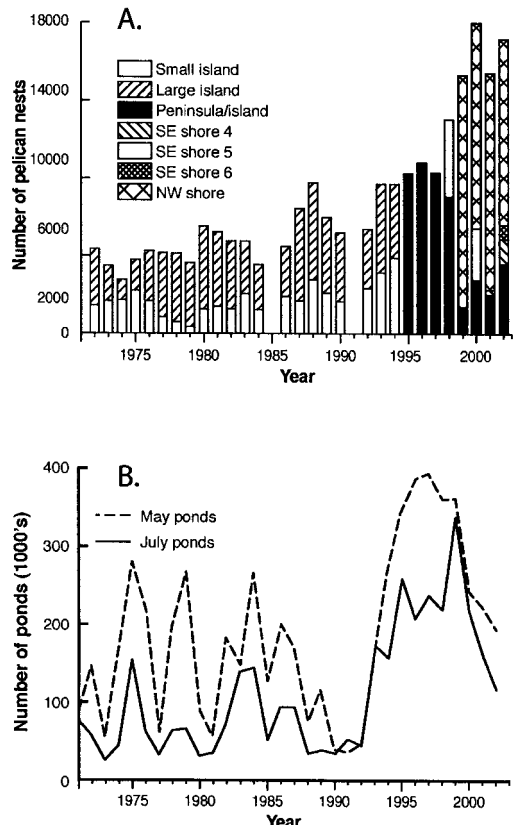 A.
18000
14000
10000
6000
2000
0
Number of pelican nests
Small island
Large island
Peninsula/island
SE shore 4
SE shore 5
SE shore 6
NW shore
1975 1980 1985 1990 1995 2000
Year
B.
400
300
200
100
0
Number of ponds (1000's)
May ponds
July ponds
1975 1980 1985 1990 1995 2000
Year